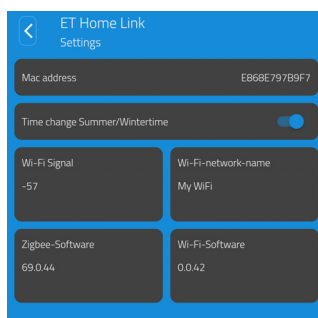 ET Home Link
Settings
Mac address E868E797B9F7
Time change Summer/Wintertime
Wi-Fi Signal
-57
Wi-Fi-network-name
My WiFi
Zigbee-Software
69.0.44
Wi-Fi-Software
0.0.42